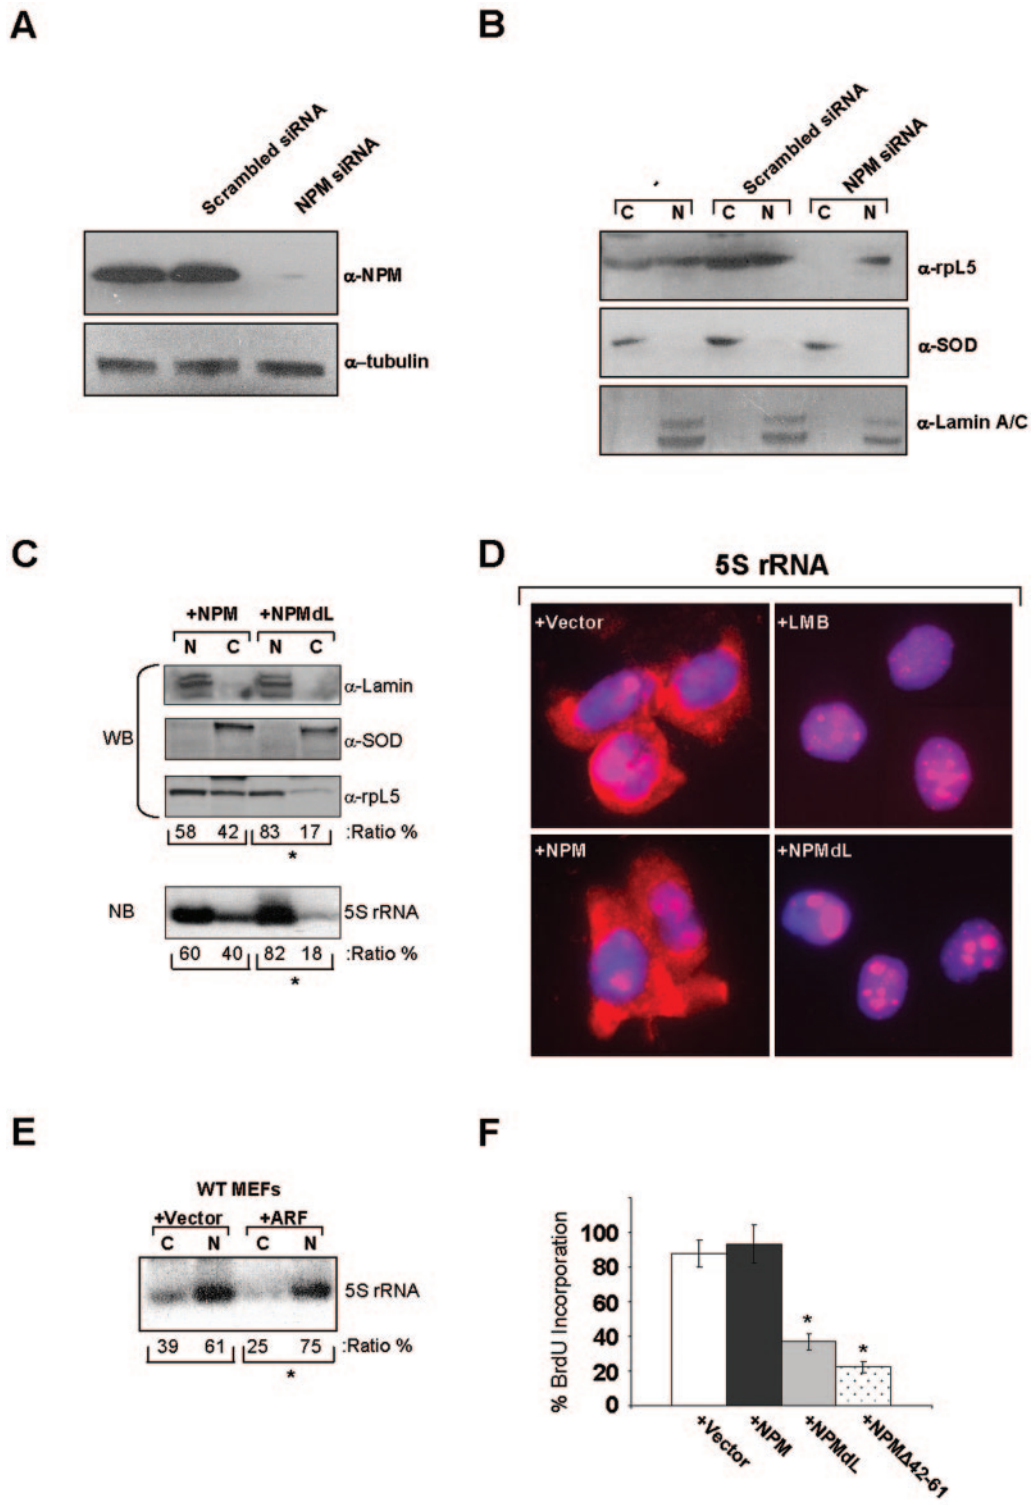 A
Scrambled siRNA
NPM siRNA
α-NPM
α–tubulin
B
Scrambled siRNA
NPM siRNA
C N C N C N
α-rpL5
α-SOD
α-Lamin A/C
C
+NPM +NPMdL
N C N C
WB
α-Lamin
α-SOD
α-rpL5
58 42 83 17 :Ratio %
*
NB
5S rRNA
60 40 82 18 :Ratio %
*
D
5S rRNA
+Vector
+LMB
+NPM
+NPMdL
E
WT MEFs
+Vector +ARF
C N C N
5S rRNA
39 61 25 75 :Ratio %
*
F
% BrdU Incorporation
100
80
60
40
20
0
*
*
+Vector
+NPM
+NPMdL
+NPMΔ42-61